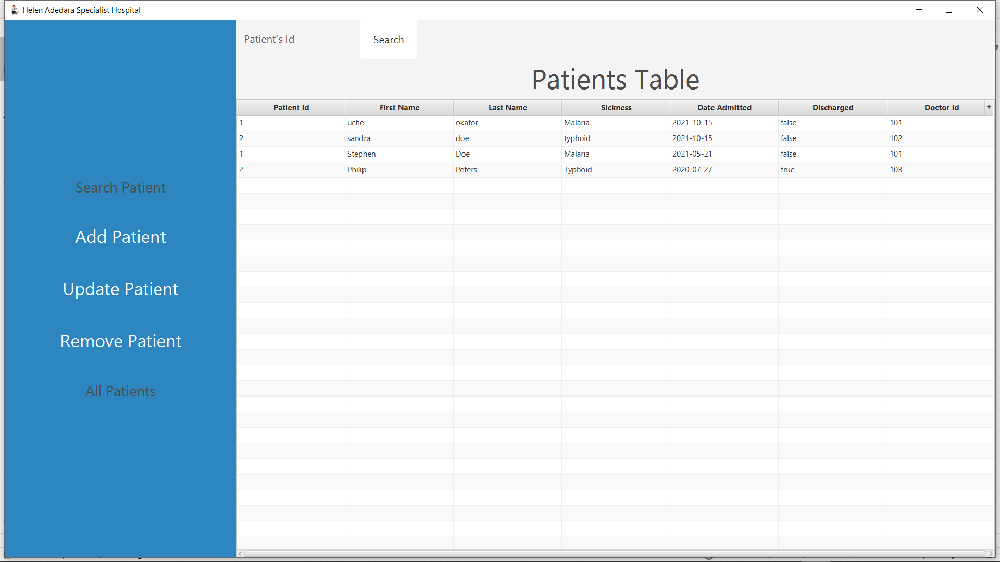 Helen Adedara Specialist Hospital
Patient's Id Search
Search Patient
Add Patient
Update Patient
Remove Patient
All Patients
Patients Table
Patient Id First Name Last Name Sickness Date Admitted Discharged Doctor Id +
1 uche okafor Malaria 2021-10-15 false 101
2 sandra doe typhoid 2021-10-15 false 102
1 Stephen Doe Malaria 2021-05-21 false 101
2 Philip Peters Typhoid 2020-07-27 true 103